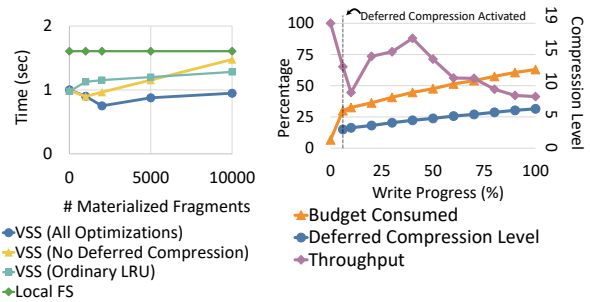 2
1
0
Time (sec)
0
5000
10000
# Materialized Fragments
VSS (All Optimizations)
VSS (No Deferred Compression)
VSS (Ordinary LRU)
Local FS
Deferred Compression Activated
100
75
50
25
0
Percentage
19
15
10
5
0
Compression Level
0
25
50
75
100
Write Progress (%)
Budget Consumed
Deferred Compression Level
Throughput